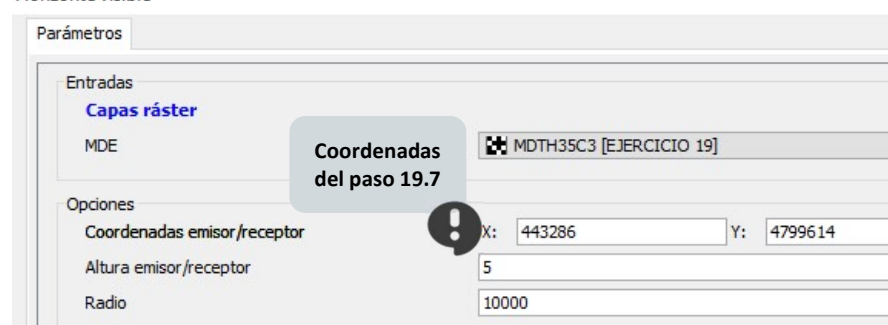 Parámetros
Entradas
Capas ráster
MDE
MDTH35C3 [EJERCICIO 19]
Coordenadas
del paso 19.7
Opciones
Coordenadas emisor/receptor X: 443286 Y: 4799614
Altura emisor/receptor 5
Radio 10000